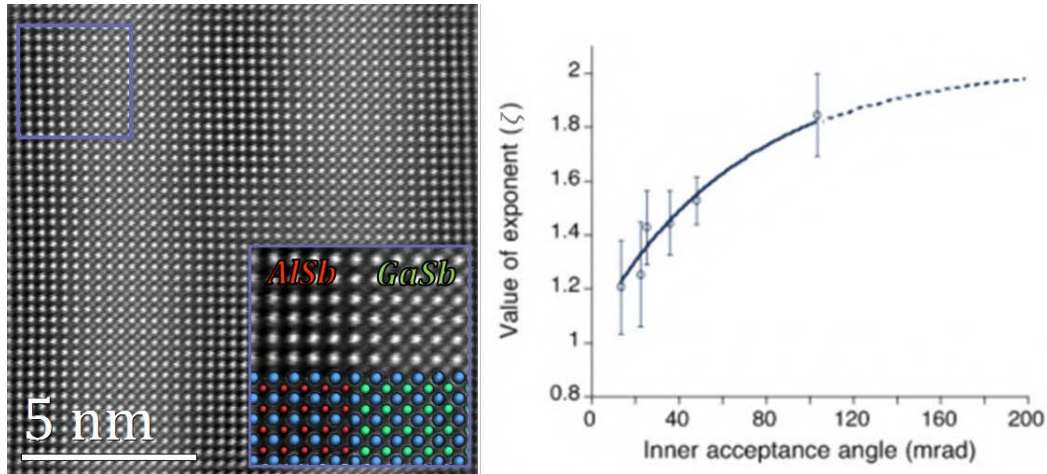 AlSb GaSb
5 nm
Value of exponent (ζ)
2
1.8
1.6
1.4
1.2
1
0.8
0 40 80 120 160 200
Inner acceptance angle (mrad)